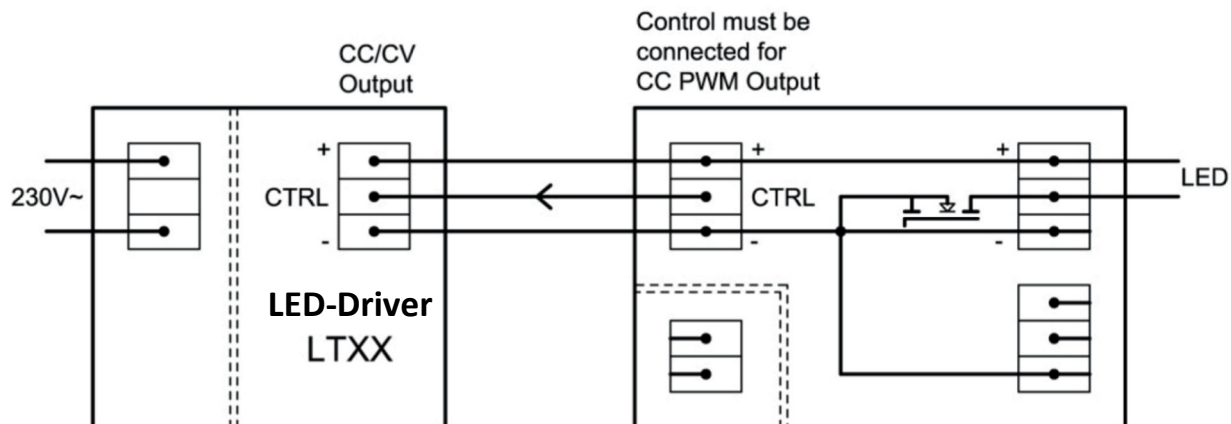 Control must be
connected for
CC PWM Output
CC/CV
Output
230V~
+
CTRL
-
+
CTRL
-
+
-
LED
LED-Driver
LTXX